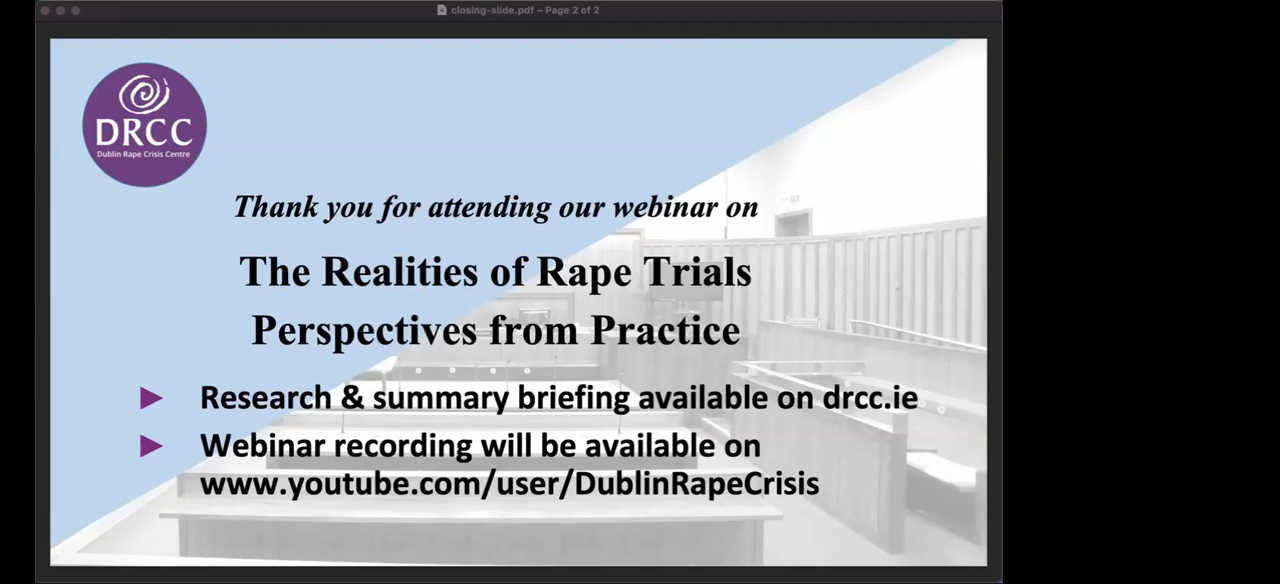 closing-slide.pdf – Page 2 of 2
DRCC
Dublin Rape Crisis Centre
Thank you for attending our webinar on
The Realities of Rape Trials
Perspectives from Practice
Research & summary briefing available on drcc.ie
Webinar recording will be available on
www.youtube.com/user/DublinRapeCrisis